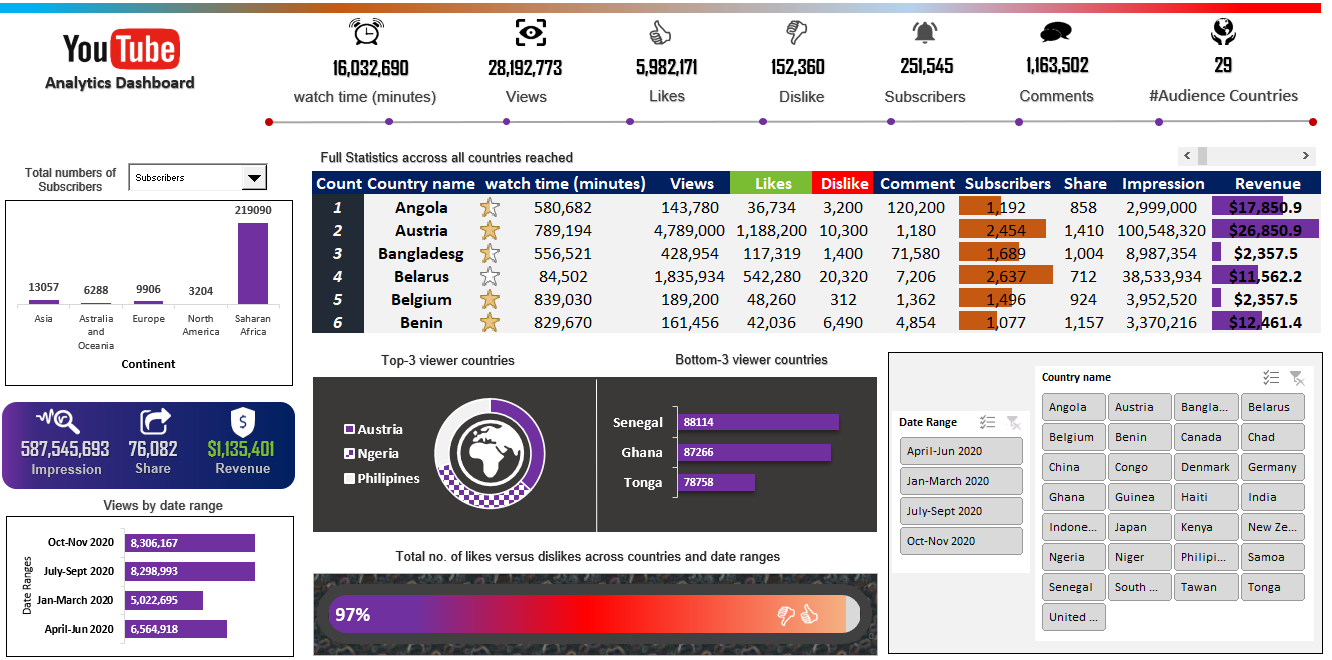 YouTube
Analytics Dashboard
16,032,690
watch time (minutes)
28,192,773
Views
5,982,171
Likes
152,360
Dislike
251,545
Subscribers
1,163,502
Comments
29
#Audience Countries
Total numbers of
Subscribers
Subscribers
219090
13057
6288
9906
3204
Asia
Astralia
and
Oceania
Europe
North
America
Saharan
Africa
Continent
587,545,693
Impression
76,082
Share
$
$1,135,401
Revenue
Views by date range
Date Ranges
Oct-Nov 2020 8,306,167
July-Sept 2020 8,298,993
Jan-March 2020 5,022,695
April-Jun 2020 6,564,918
Full Statistics accross all countries reached
Count Country name watch time (minutes) Views Likes Dislike Comment Subscribers Share Impression Revenue
1 Angola 580,682 143,780 36,734 3,200 120,200 1,192 858 2,999,000 $17,850.9
2 Austria 789,194 4,789,000 1,188,200 10,300 1,180 2,454 1,410 100,548,320 $26,850.9
3 Bangladesg 556,521 428,954 117,319 1,400 71,580 1,689 1,004 8,987,354 $2,357.5
4 Belarus 84,502 1,835,934 542,280 20,320 7,206 2,637 712 38,533,934 $11,562.2
5 Belgium 839,030 189,200 48,260 312 1,362 1,496 924 3,952,520 $2,357.5
6 Benin 829,670 161,456 42,036 6,490 4,854 1,077 1,157 3,370,216 $12,461.4
Top-3 viewer countries
Austria
Ngeria
Philipines
Bottom-3 viewer countries
Senegal 88114
Ghana 87266
Tonga 78758
Total no. of likes versus dislikes across countries and date ranges
97%
Date Range
April-Jun 2020
Jan-March 2020
July-Sept 2020
Oct-Nov 2020
Country name
Angola Austria Bangla... Belarus
Belgium Benin Canada Chad
China Congo Denmark Germany
Ghana Guinea Haiti India
Indone... Japan Kenya New Ze...
Ngeria Niger Philipi... Samoa
Senegal South ... Tawan Tonga
United ...